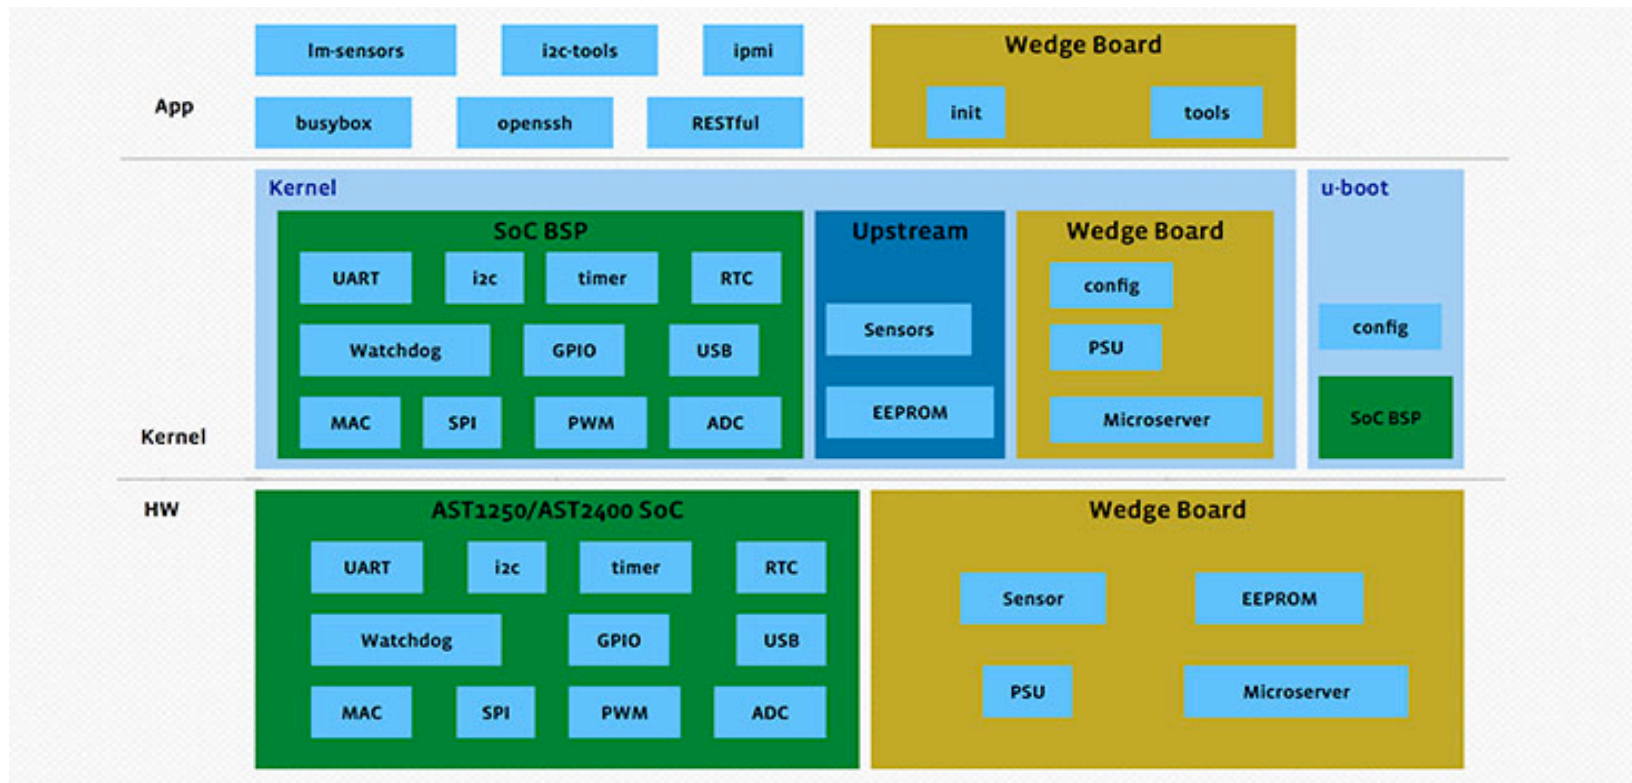 lm-sensors
i2c-tools
ipmi
Wedge Board
App
busybox
openssh
RESTful
init
tools
Kernel
u-boot
SoC BSP
Upstream
Wedge Board
UART
i2c
timer
RTC
config
Sensors
config
Watchdog
GPIO
USB
PSU
MAC
SPI
PWM
ADC
EEPROM
Microserver
SoC BSP
Kernel
HW
AST1250/AST2400 SoC
Wedge Board
UART
i2c
timer
RTC
Sensor
EEPROM
Watchdog
GPIO
USB
MAC
SPI
PWM
ADC
PSU
Microserver